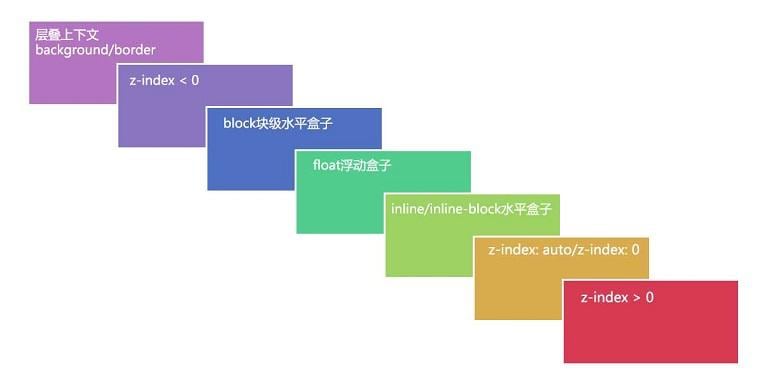 层叠上下文
background/border
z-index < 0
block块级水平盒子
float浮动盒子
inline/inline-block水平盒子
z-index: auto/z-index: 0
z-index > 0